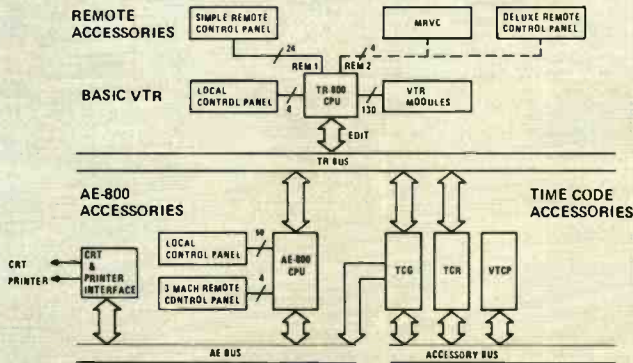 REMOTE ACCESSORIES
SIMPLE REMOTE CONTROL PANEL
MRVC
DELUXE REMOTE CONTROL PANEL
24
4
REM 1
REM 2
BASIC VTR
LOCAL CONTROL PANEL
4
TR-800 CPU
130
VTR MODULES
EDIT
TR BUS
AE-800 ACCESSORIES
TIME CODE ACCESSORIES
CRT
PRINTER
CRT & PRINTER INTERFACE
LOCAL CONTROL PANEL
50
3 MACH REMOTE CONTROL PANEL
4
AE-800 CPU
TCG
TCR
VTCP
AE BUS
ACCESSORY BUS